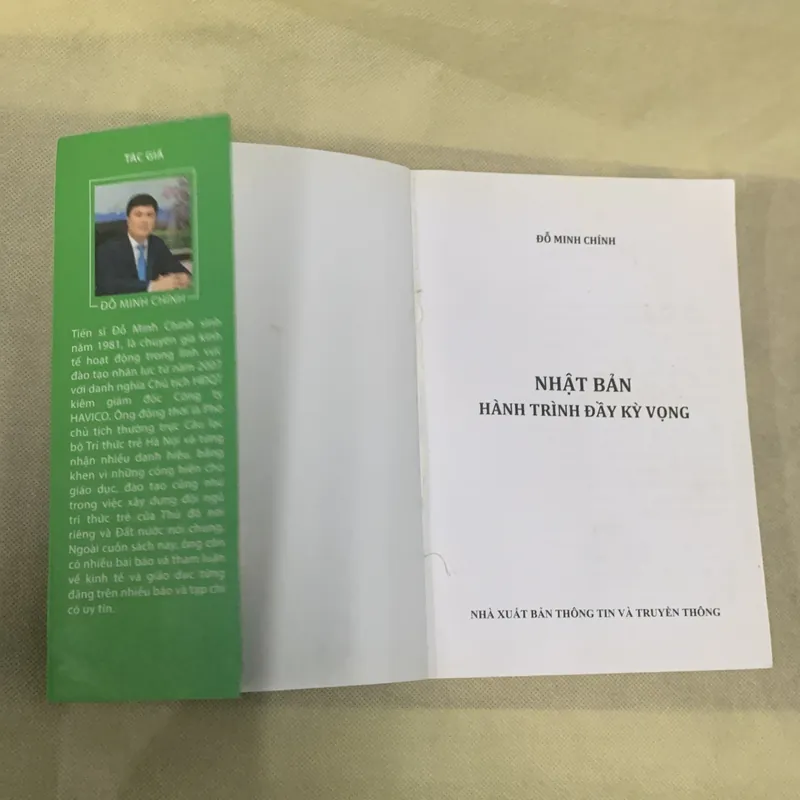 TÁC GIẢ
ĐỖ MINH CHÍNH
Tiến sĩ Đỗ Minh Chính sinh
năm 1981, là chuyên gia kinh
tế hoạt động trong lĩnh vực
đào tạo nhân lực từ năm 2007
với danh nghĩa Chủ tịch HĐQT
kiêm giám đốc Công ty
HAVICO. Ông đồng thời là Phó
chủ tịch thường trực Câu lạc
bộ Trí thức trẻ Hà Nội và từng
nhận nhiều danh hiệu, bằng
khen vì những cống hiến cho
giáo dục, đào tạo cũng như
trong việc xây dựng đội ngũ
trí thức trẻ của Thủ đô nói
riêng và Đất nước nói chung.
Ngoài cuốn sách này, ông còn
có nhiều bài báo và tham luận
về kinh tế và giáo dục từng
đăng trên nhiều báo và tạp chí
có uy tín.
ĐỖ MINH CHÍNH
NHẬT BẢN
HÀNH TRÌNH ĐẦY KỲ VỌNG
NHÀ XUẤT BẢN THÔNG TIN VÀ TRUYỀN THÔNG